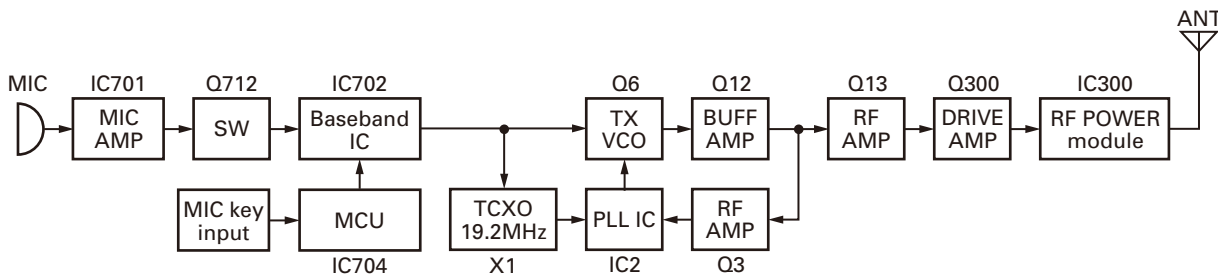 ANT
MIC
IC701
Q712
IC702
Q6
Q12
Q13
Q300
IC300
MIC
AMP
SW
Baseband
IC
TX
VCO
BUFF
AMP
RF
AMP
DRIVE
AMP
RF POWER
module
MIC key
input
MCU
TCXO
19.2MHz
PLL IC
RF
AMP
IC704
X1
IC2
Q3